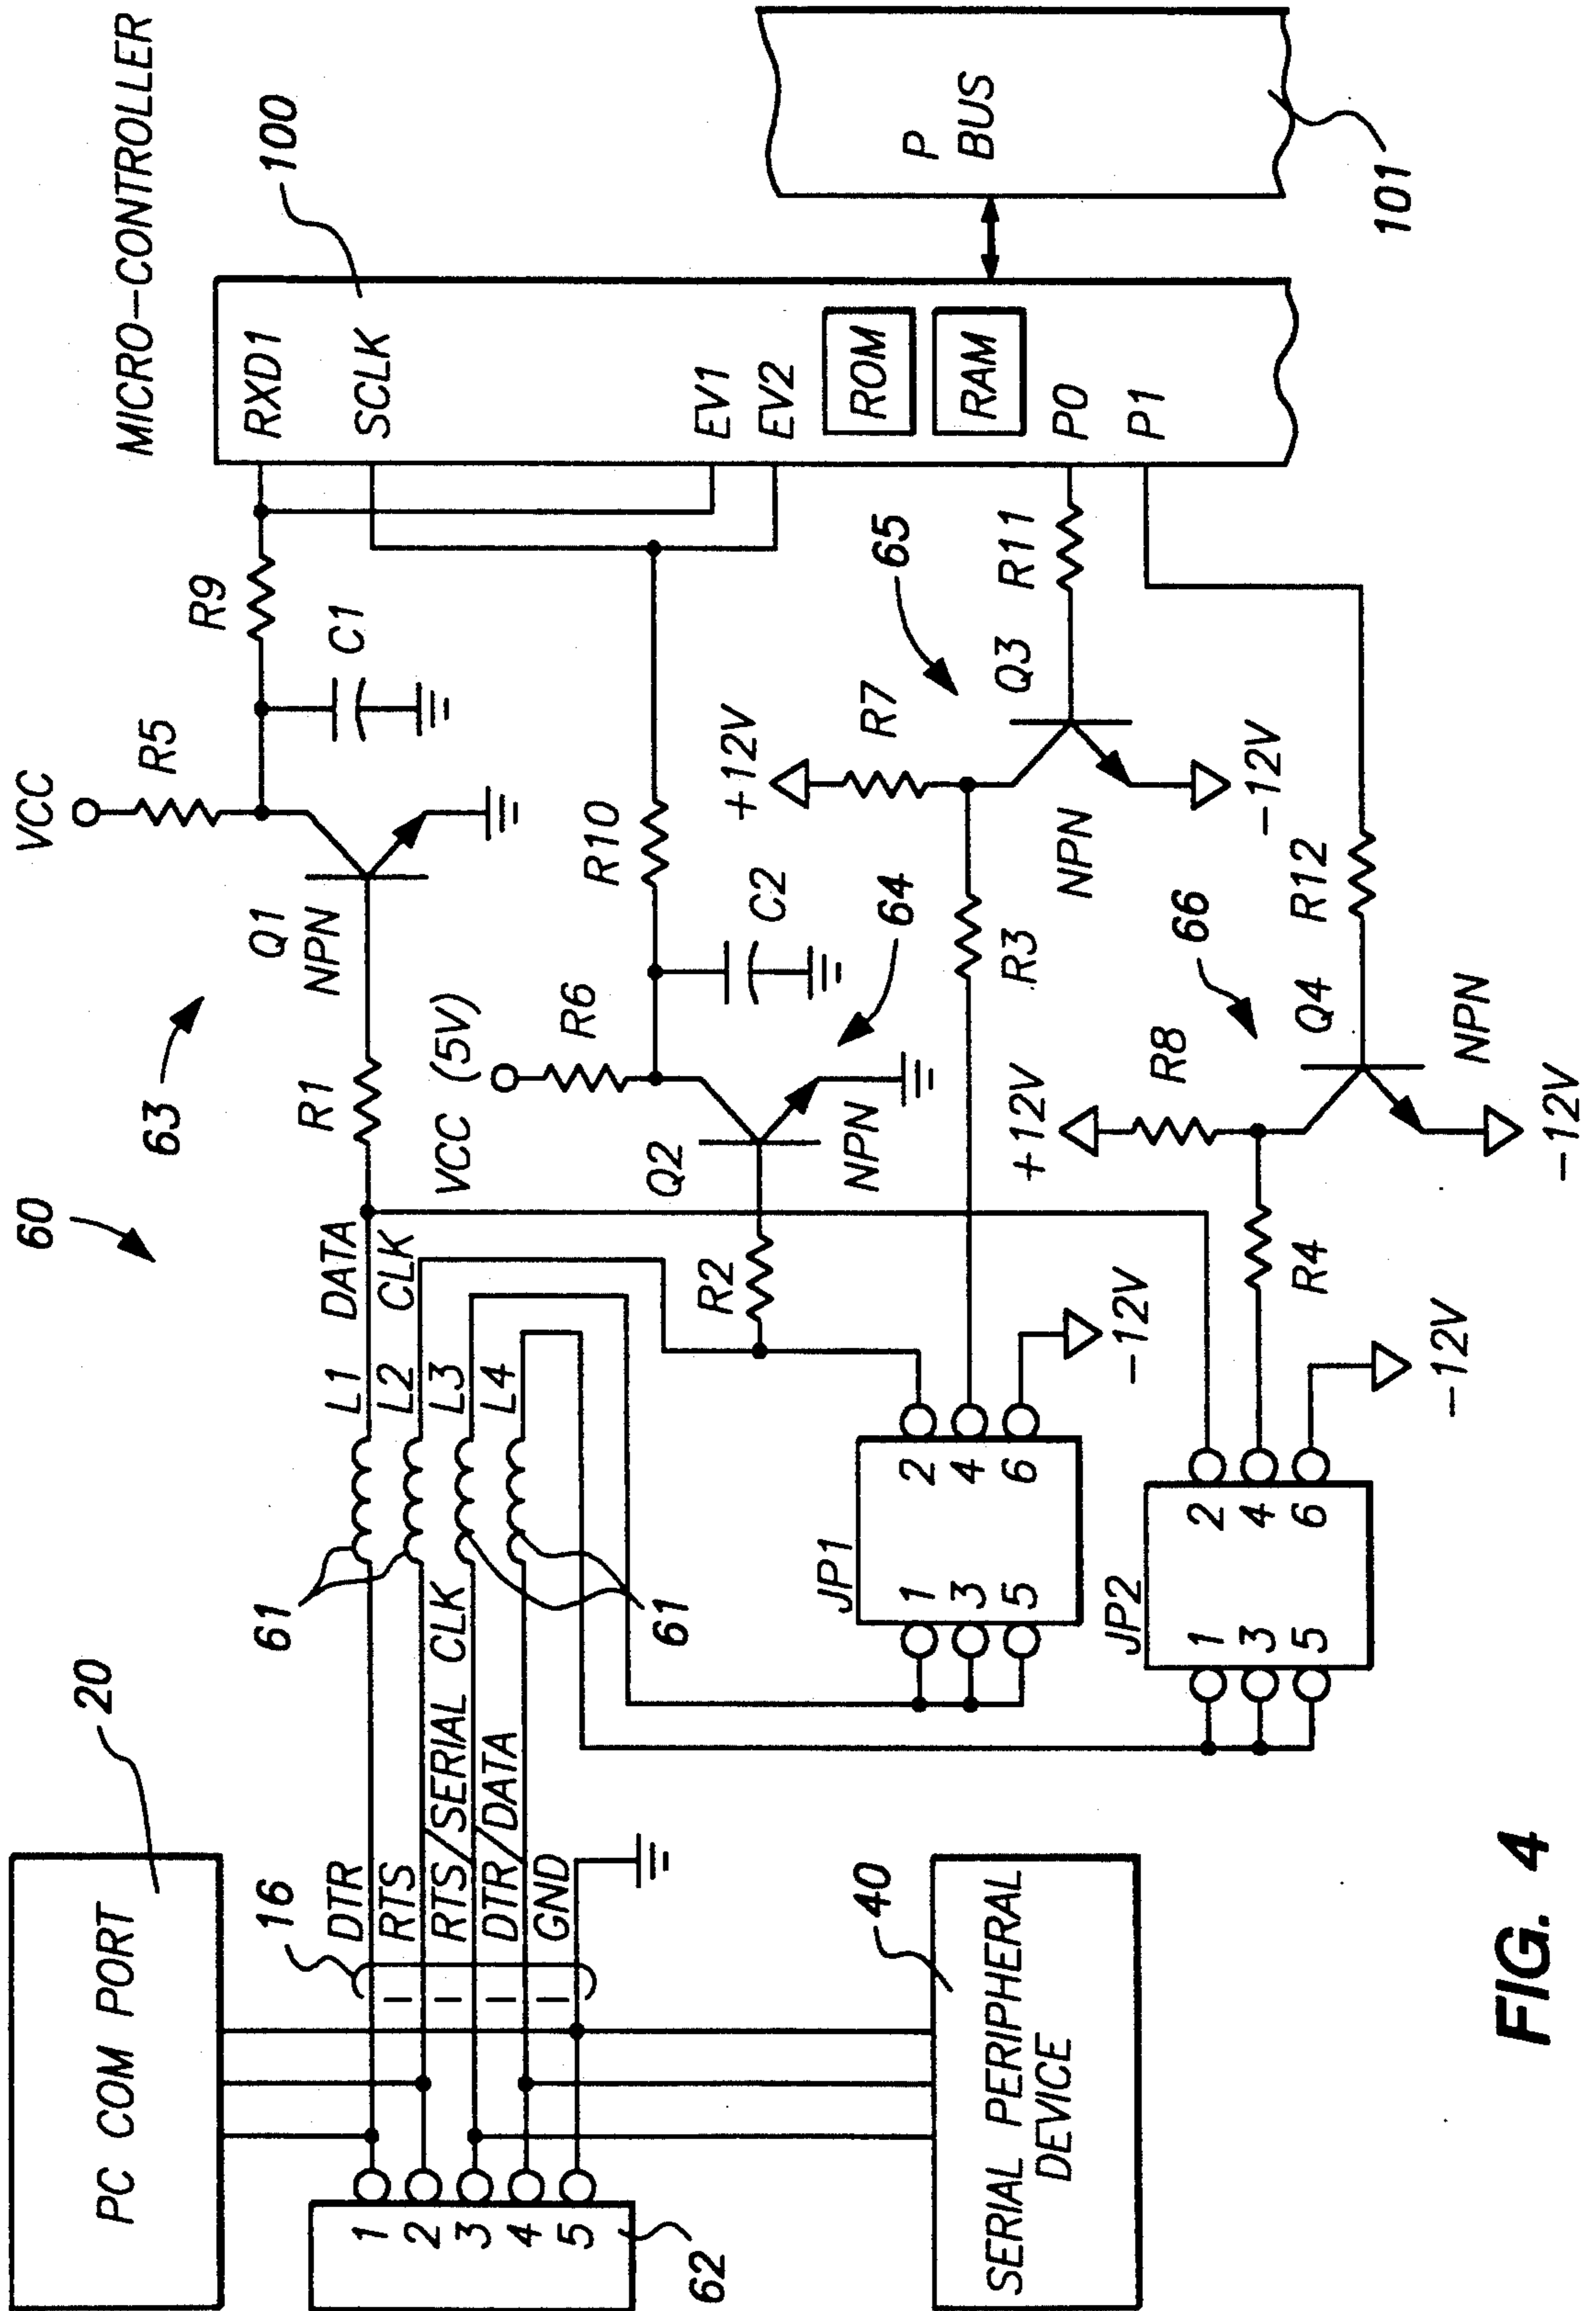 MICRO-CONTROLLER
60
63
VCC
R5
R9
100
RXD1
SCLK
EV1
EV2
ROM
RAM
P0
P1
P
BUS
101
PC COM PORT
20
16
DTR
RTS
RTS/SERIAL CLK
DTR/DATA
GND
1
2
3
4
5
62
61
61
L1
L2
L3
L4
DATA
CLK
R1
Q1
NPN
C1
VCC (5V)
R6
R10
C2
R2
Q2
NPN
64
+12V
R7
65
Q3
R11
R3
NPN
-12V
JP1
1
3
5
2
4
6
-12V
+12V
R8
66
Q4
R12
R4
NPN
-12V
JP2
1
3
5
2
4
6
-12V
40
SERIAL PERIPHERAL
DEVICE
FIG. 4